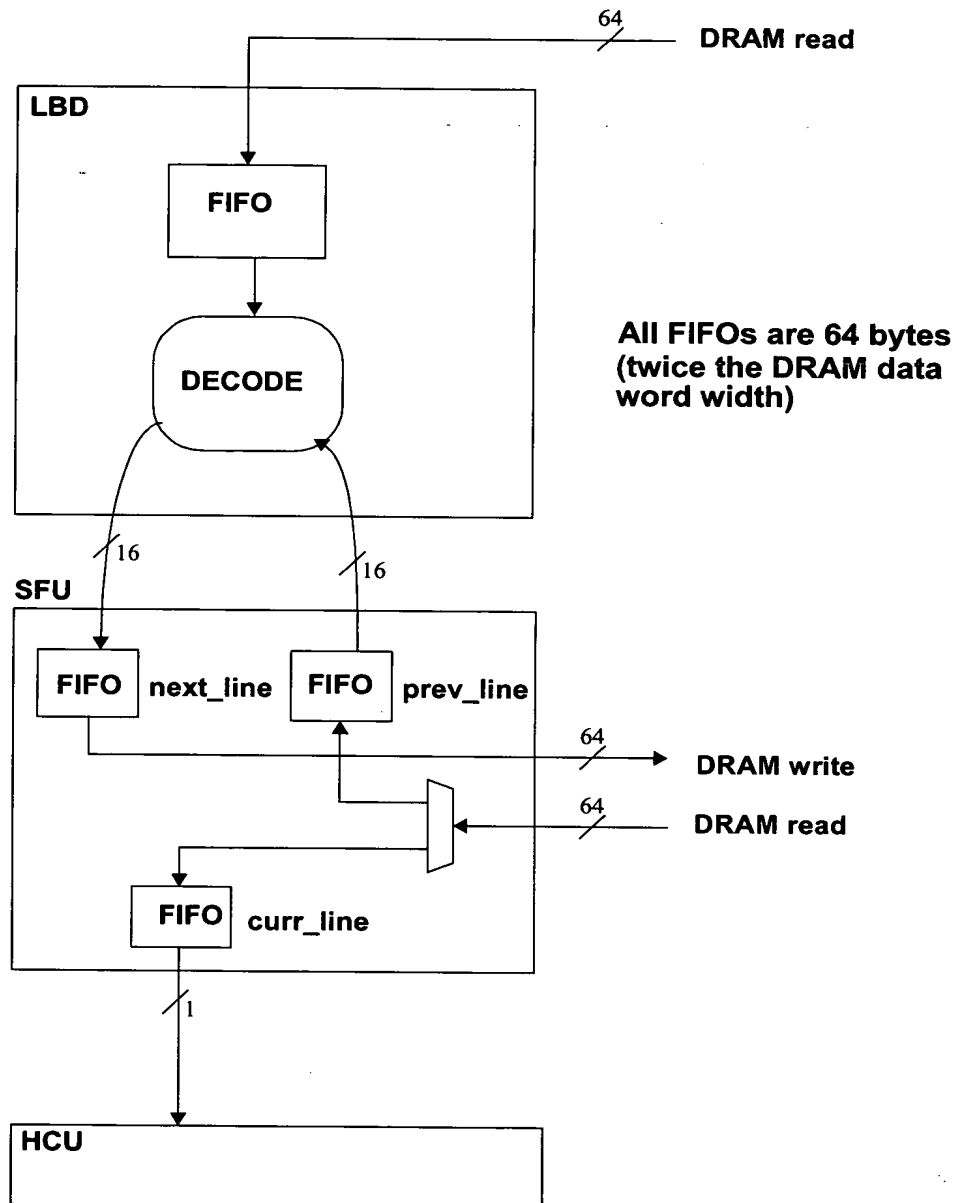 64
DRAM read
LBD
FIFO
DECODE
All FIFOs are 64 bytes
(twice the DRAM data
word width)
16
16
SFU
FIFO
next_line
FIFO
prev_line
64
DRAM write
64
DRAM read
FIFO
curr_line
1
HCU